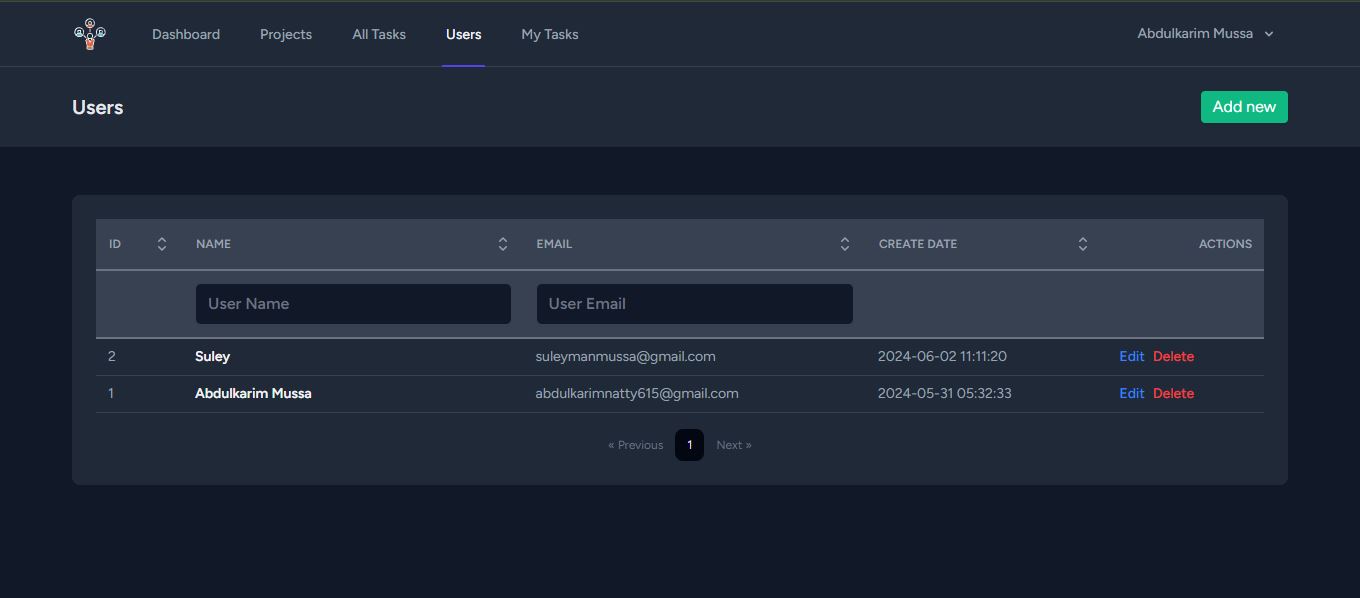 Dashboard Projects All Tasks Users My Tasks Abdulkarim Mussa
Users Add new
ID NAME EMAIL CREATE DATE ACTIONS
User Name User Email
2 Suley suleymanmussa@gmail.com 2024-06-02 11:11:20 Edit Delete
1 Abdulkarim Mussa abdulkarimnatty615@gmail.com 2024-05-31 05:32:33 Edit Delete
« Previous 1 Next »